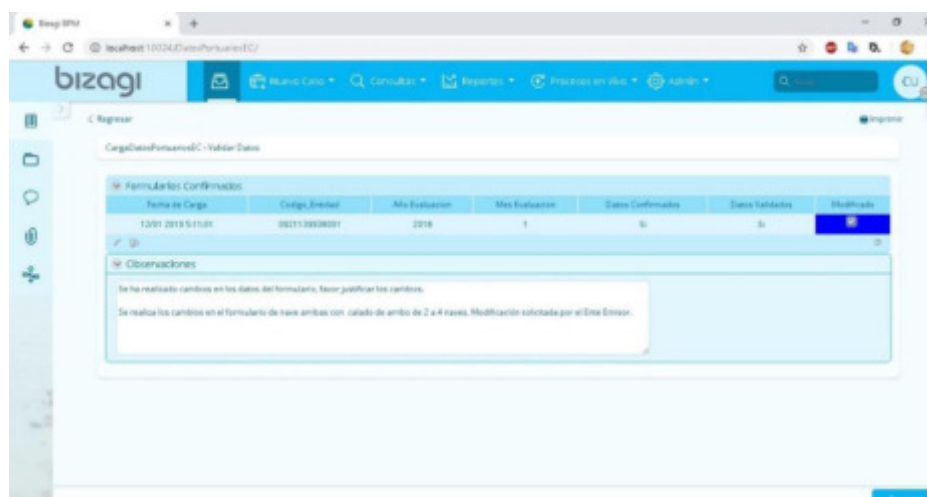 Bizagi BPM
localhost:10024/DatosPortuariosEC/
bizagi
Nuevo Caso Consultas Reportes Procesos en Vivo Admin
CU
Regresar Imprimir
CargaDatosPortuariosEC - Validar Datos
Formularios Confirmados
Fecha de Carga Codigo_Entidad Año Evaluacion Mes Evaluacion Datos Confirmados Datos Validados Modificado
2018 1 Si Si
Observaciones
Se ha realizado cambios en los datos del formulario, favor justificar los cambios.
Se realiza los cambios en el formulario de nave arribas con calado de arribo de 2 a 4 naves. Modificación solicitada por el Ente Emisor.